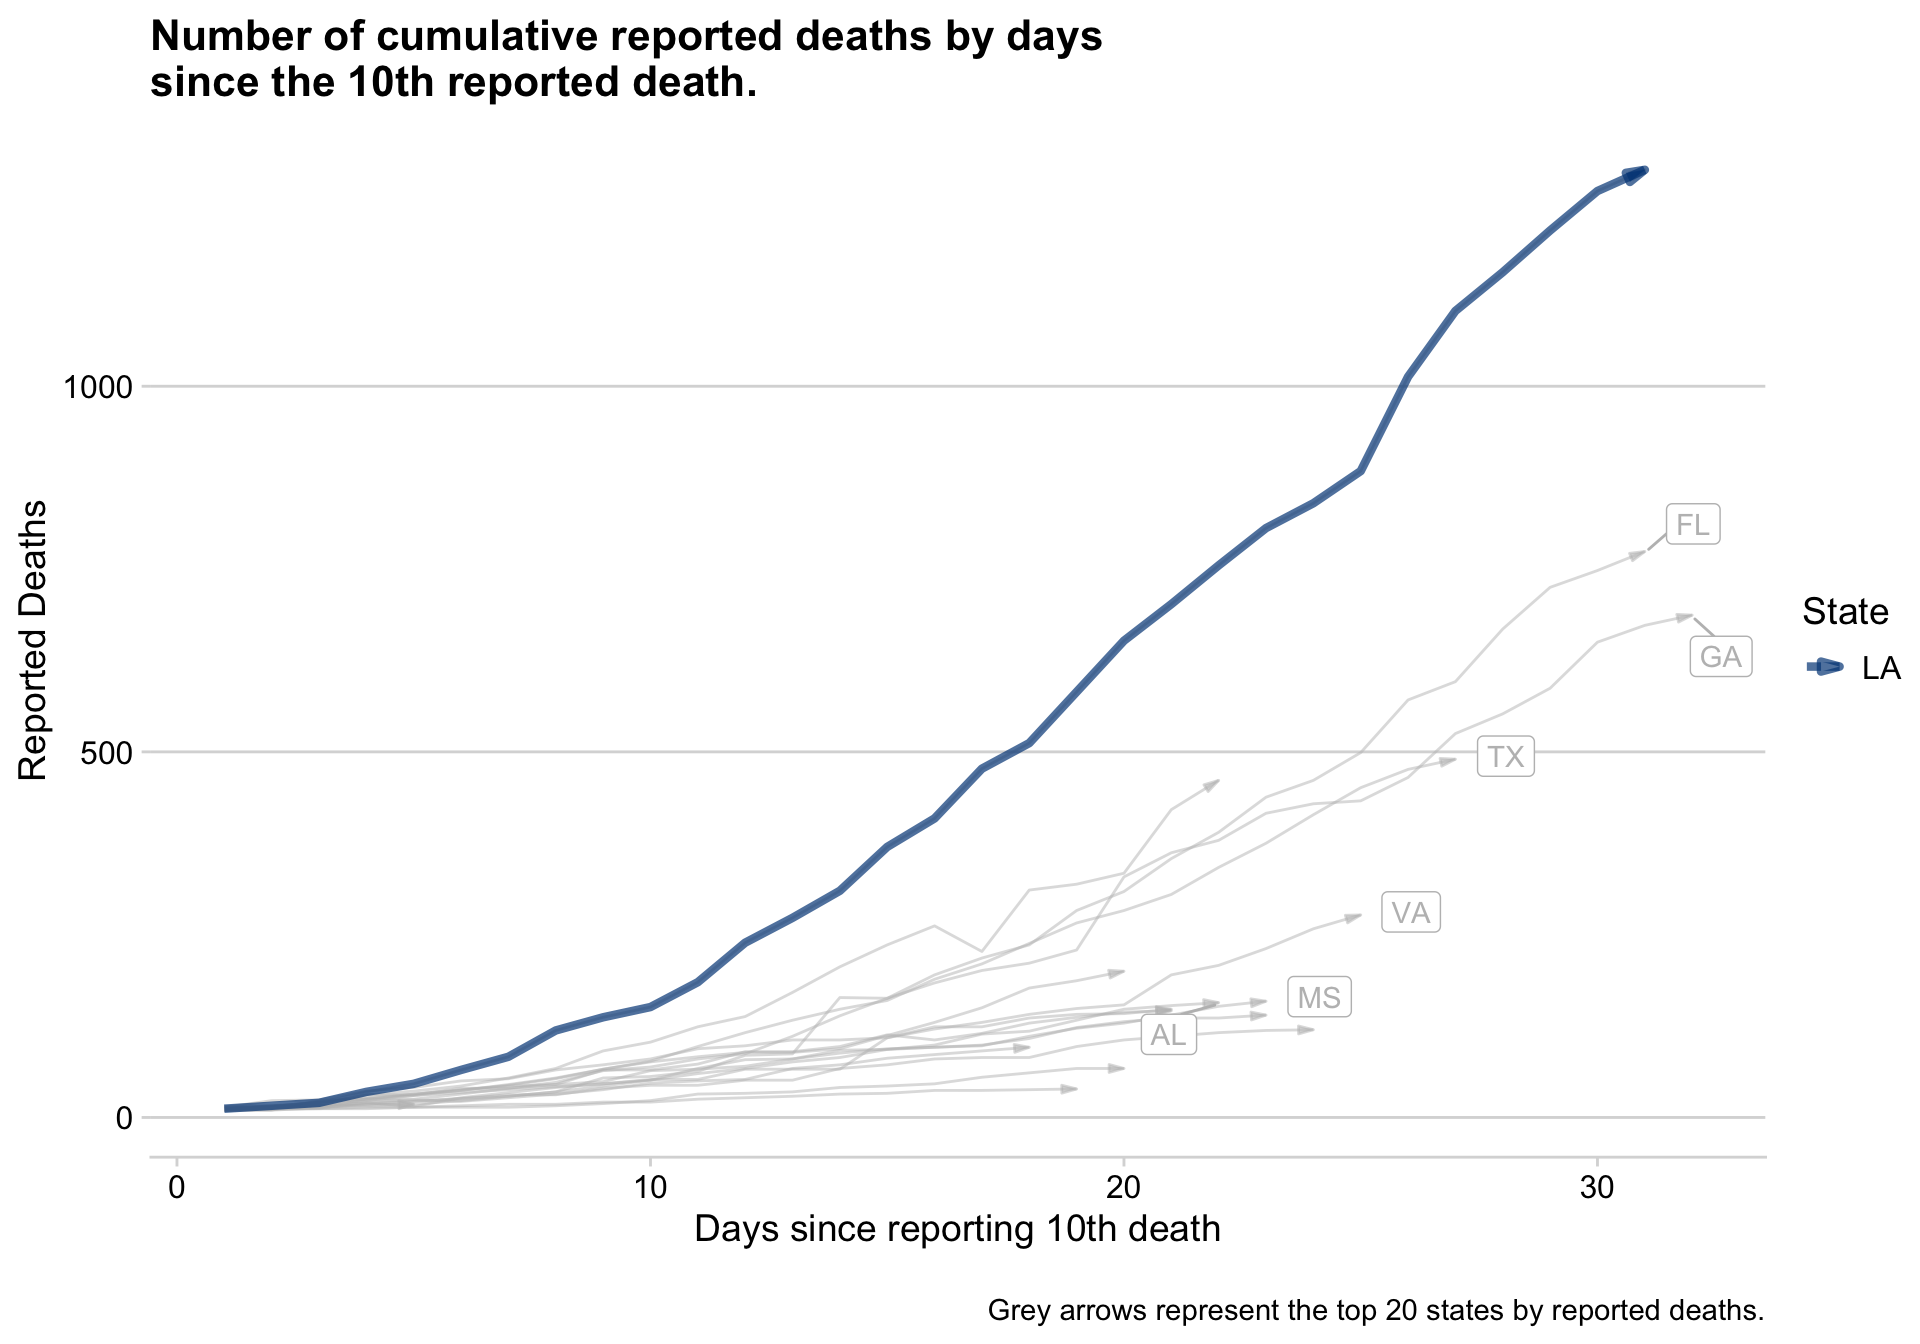 Number of cumulative reported deaths by days
since the 10th reported death.
Reported Deaths
1000
500
0
FL
GA
TX
VA
MS
AL
State
LA
0
10
20
30
Days since reporting 10th death
Grey arrows represent the top 20 states by reported deaths.